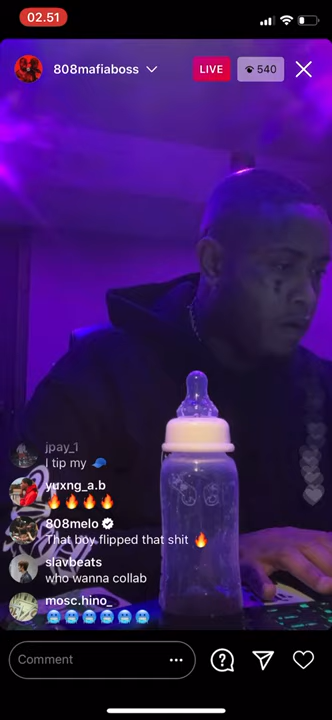 02.51
808mafiaboss
LIVE
540
jpay_1
I tip my 🧢
yuxng_a.b
🔥🔥🔥🔥
808melo
That boy flipped that shit 🔥
slavbeats
who wanna collab
mosc.hino_
🥶🥶🥶🥶🥶🥶
Comment